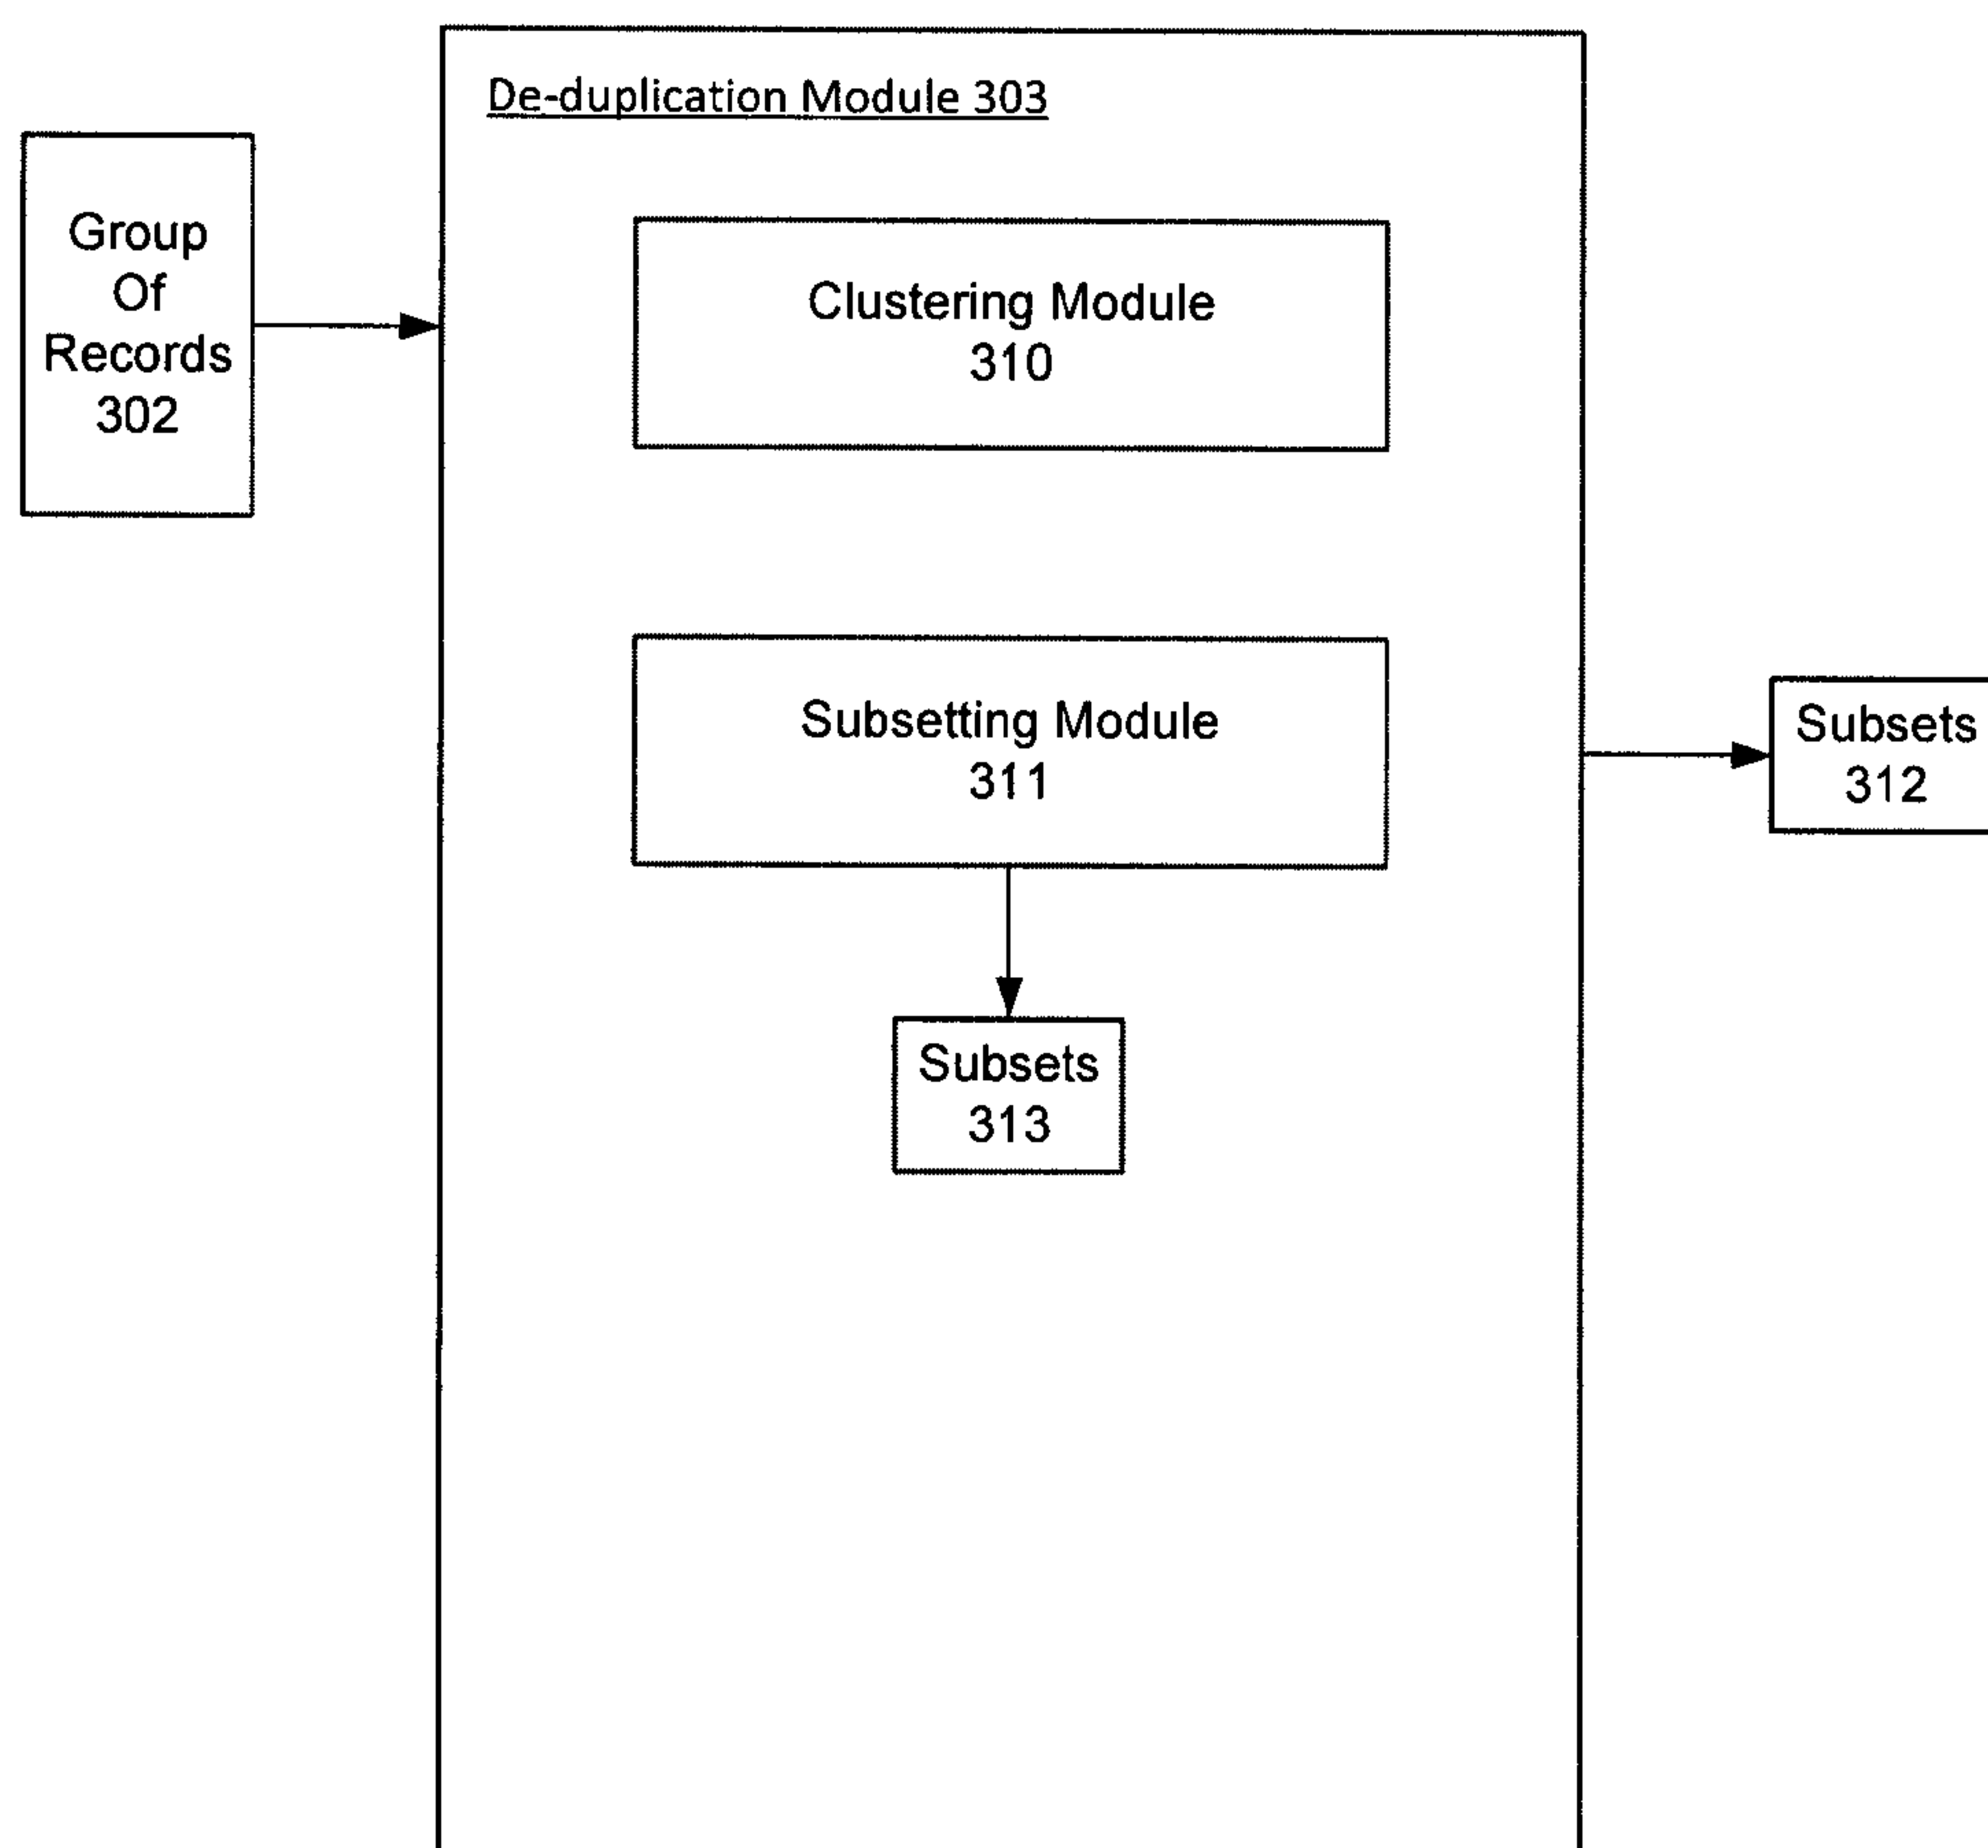 De-duplication Module 303
Group
Of
Records
302
Clustering Module
310
Subsetting Module
311
Subsets
312
Subsets
313